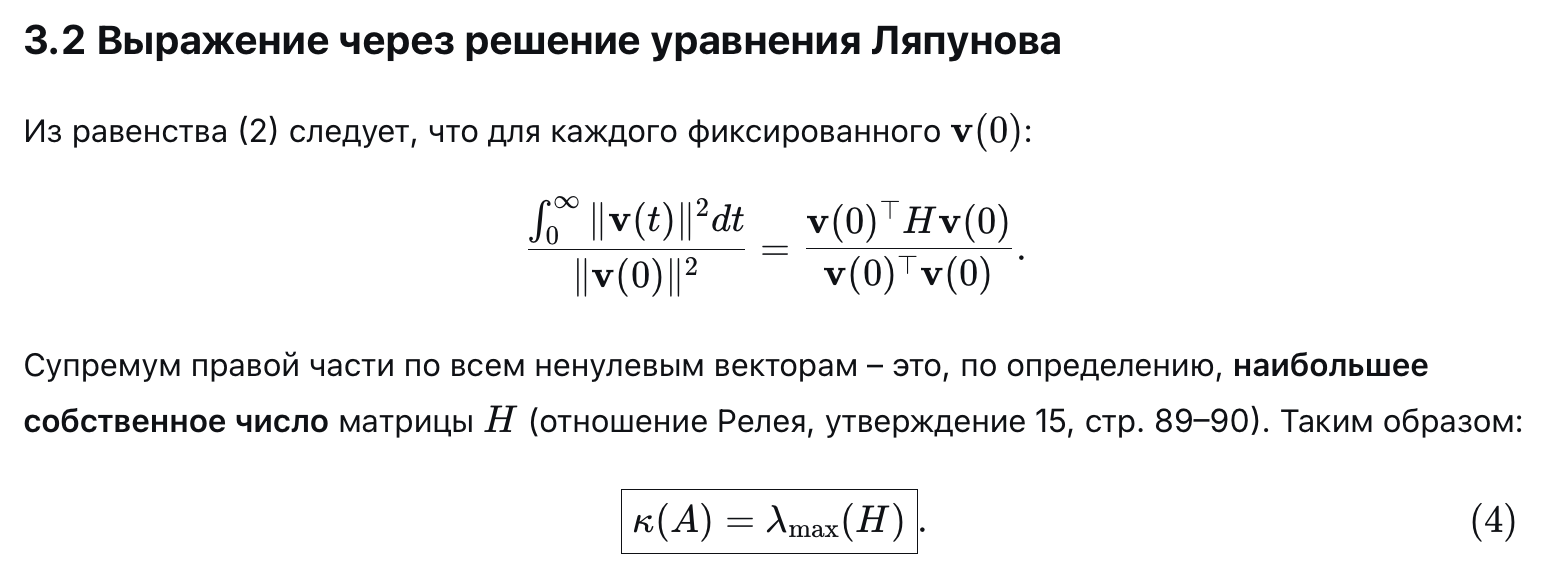 3.2 Выражение через решение уравнения Ляпунова
Из равенства (2) следует, что для каждого фиксированного v(0):
∫₀^∞ ‖v(t)‖² dt / ‖v(0)‖² = v(0)^⊤ H v(0) / v(0)^⊤ v(0).
Супремум правой части по всем ненулевым векторам – это, по определению, наибольшее
собственное число матрицы H (отношение Релея, утверждение 15, стр. 89–90). Таким образом:
κ(A) = λ_max(H). (4)